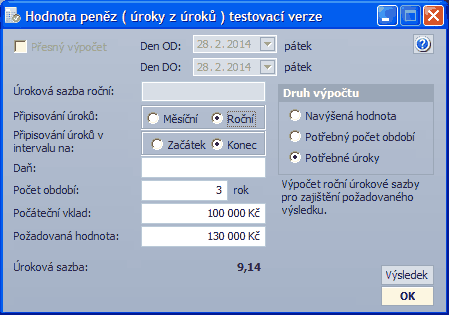 Hodnota peněz ( úroky z úroků ) testovací verze
Přesný výpočet
Den OD: 28. 2. 2014 pátek
Den DO: 28. 2. 2014 pátek
Úroková sazba roční:
Připisování úroků: Měsíční Roční
Připisování úroků v
intervalu na: Začátek Konec
Daň:
Počet období: 3 rok
Počáteční vklad: 100 000 Kč
Požadovaná hodnota: 130 000 Kč
Úroková sazba: 9,14
Druh výpočtu
Navýšená hodnota
Potřebný počet období
Potřebné úroky
Výpočet roční úrokové sazby
pro zajištění požadovaného
výsledku.
Výsledek
OK